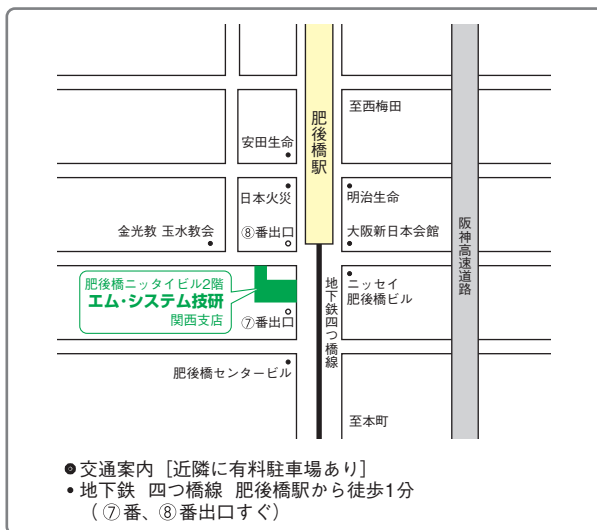 至西梅田
肥後橋駅
安田生命
日本火災
明治生命
金光教 玉水教会
⑧番出口
大阪新日本会館
阪神高速道路
肥後橋ニッタイビル2階
エム・システム技研
関西支店
地下鉄四つ橋線
ニッセイ
肥後橋ビル
⑦番出口
肥後橋センタービル
至本町
●交通案内［近隣に有料駐車場あり］
・地下鉄 四つ橋線 肥後橋駅から徒歩1分
（⑦番、⑧番出口すぐ）